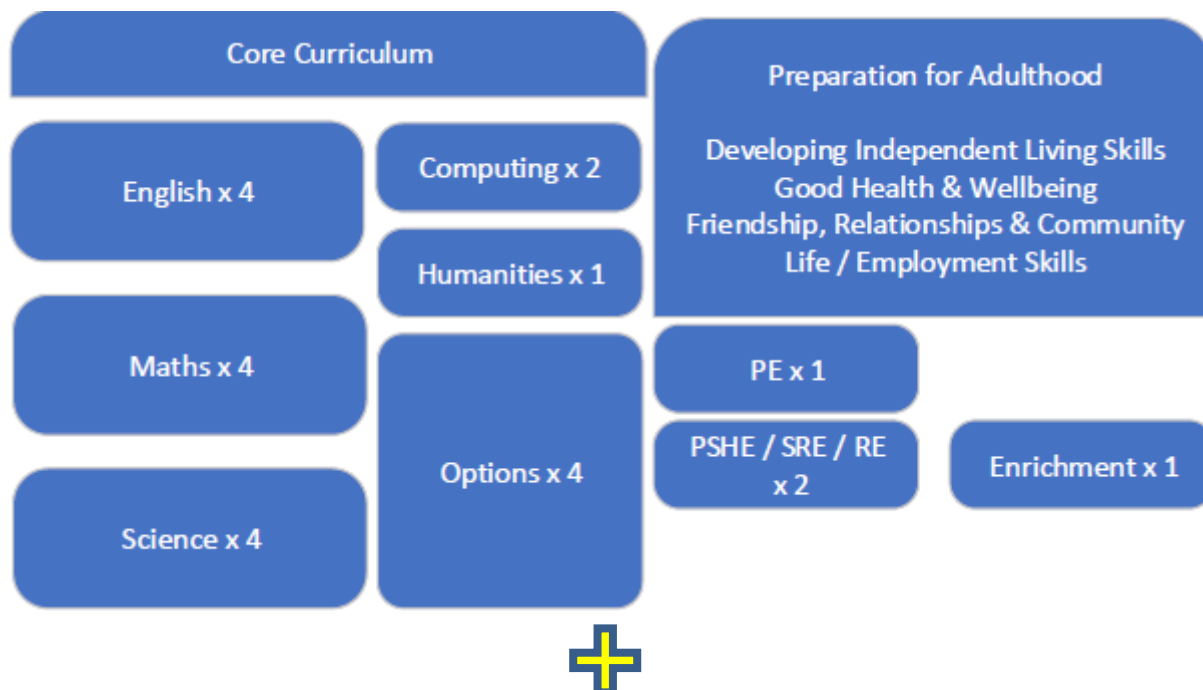 Core Curriculum
English x 4
Maths x 4
Science x 4
Computing x 2
Humanities x 1
Options x 4
Preparation for Adulthood
Developing Independent Living Skills
Good Health & Wellbeing
Friendship, Relationships & Community
Life / Employment Skills
PE x 1
PSHE / SRE / RE
x 2
Enrichment x 1